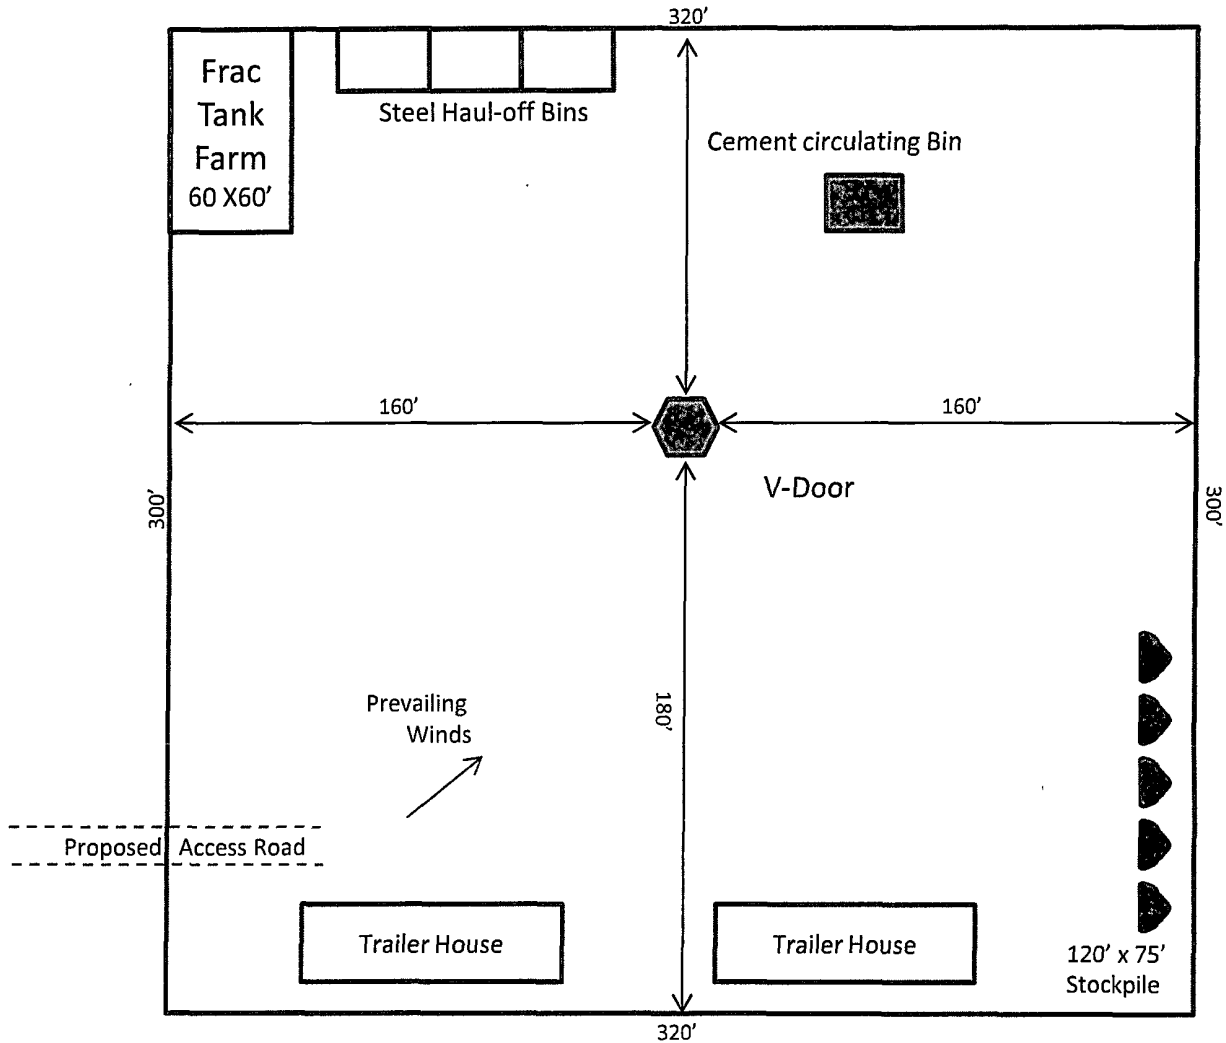 320’
Frac
Tank
Farm
60 X60’
Steel Haul-off Bins
Cement circulating Bin
160’
160’
V-Door
300’
300’
180’
Prevailing
Winds
Proposed Access Road
Trailer House
Trailer House
120’ x 75’
Stockpile
320’